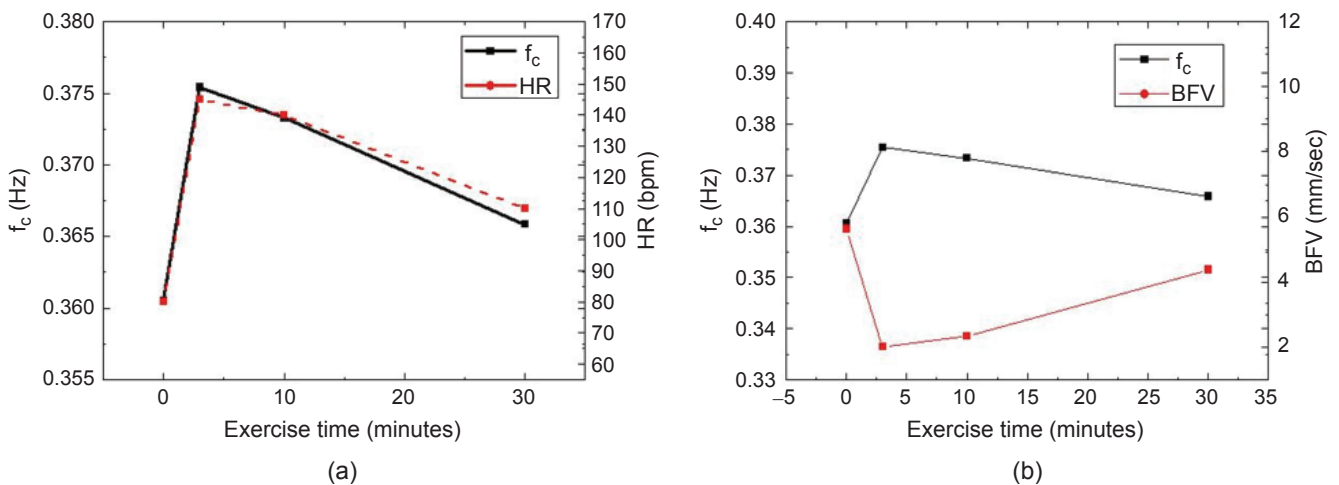 0.380
0.375
0.370
0.365
0.360
0.355
f_c (Hz)
170
160
150
140
130
120
110
100
90
80
70
60
HR (bpm)
f_c
HR
0 10 20 30
Exercise time (minutes)
(a)
0.40
0.39
0.38
0.37
0.36
0.35
0.34
0.33
f_c (Hz)
12
10
8
6
4
2
BFV (mm/sec)
f_c
BFV
–5 0 5 10 15 20 25 30 35
Exercise time (minutes)
(b)